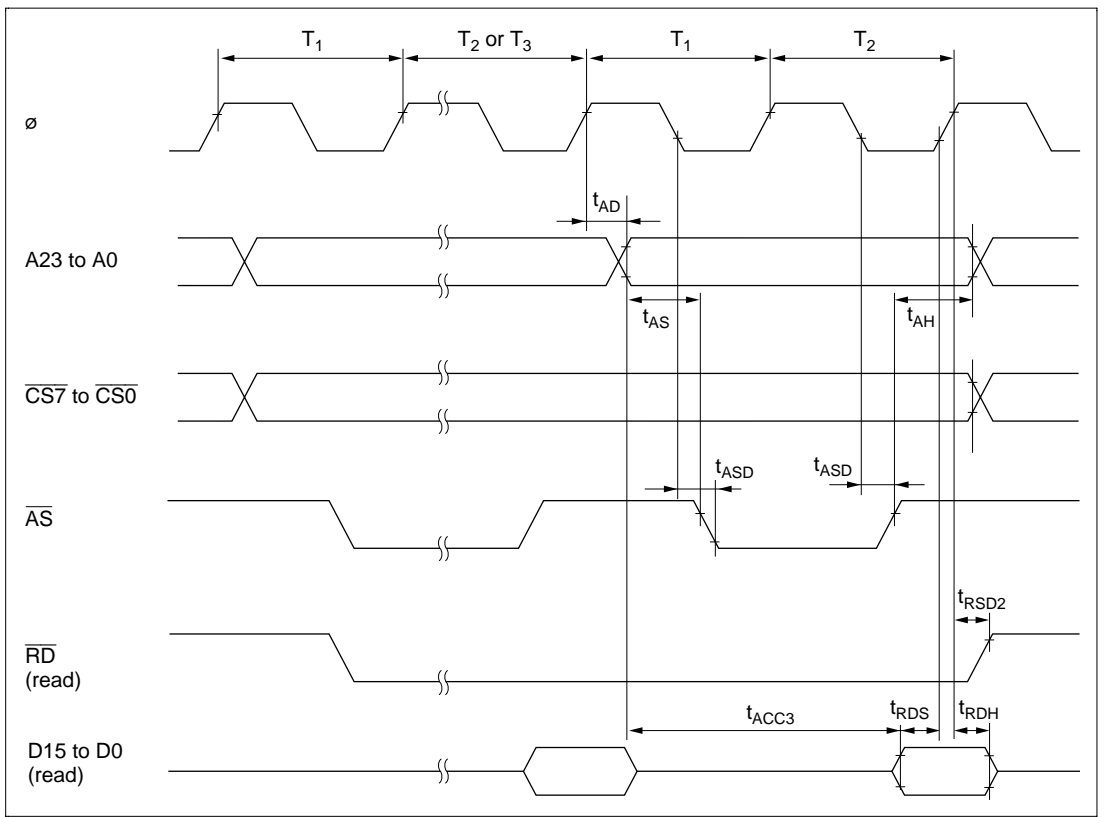 T1
T2 or T3
T1
T2
ø
tAD
A23 to A0
tAS
tAH
CS7 to CS0
tASD
tASD
AS
tRSD2
RD
(read)
tACC3
tRDS
tRDH
D15 to D0
(read)